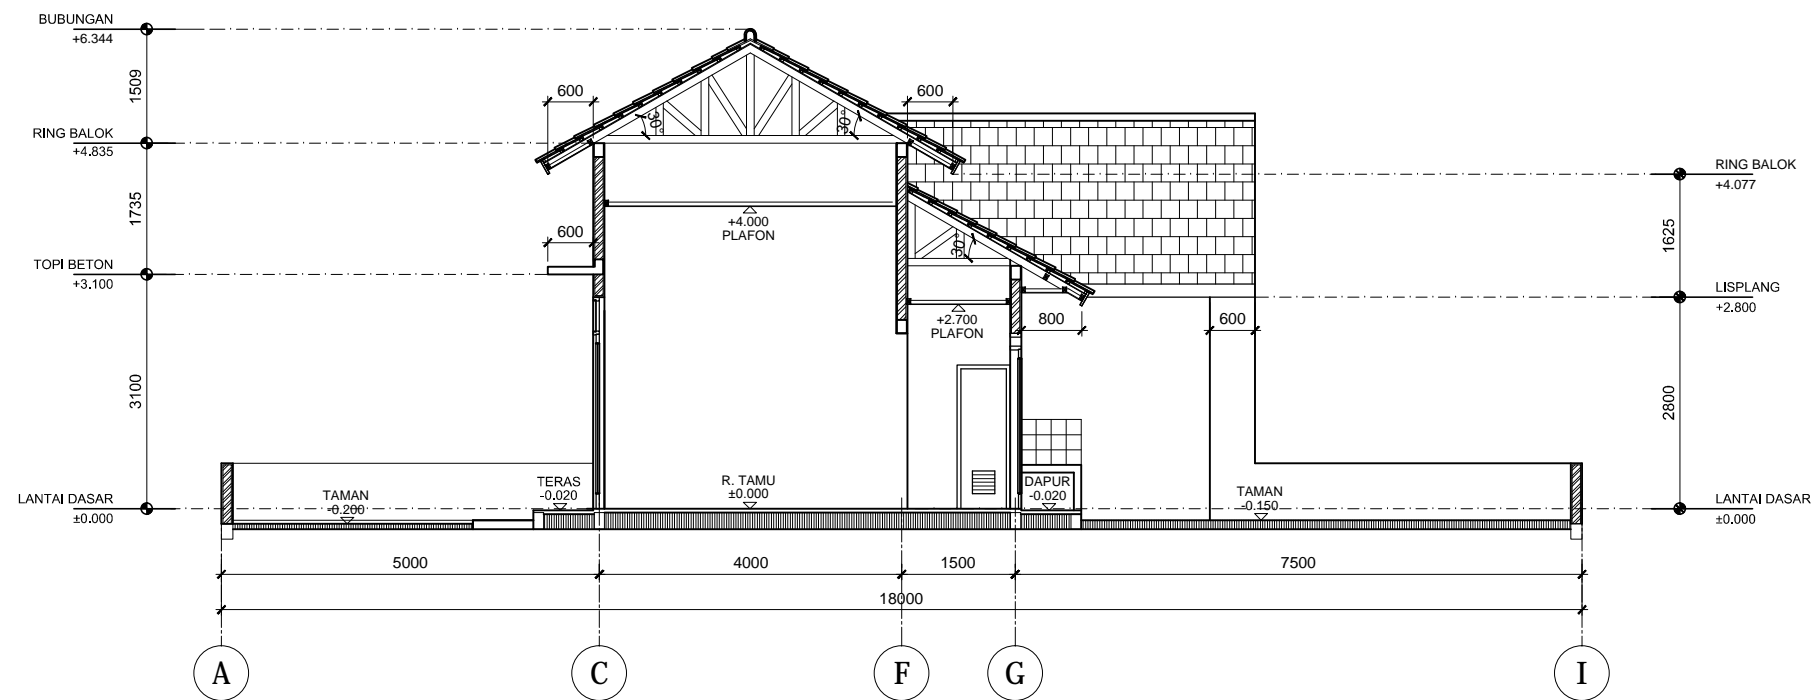 BUBUNGAN
+6.344
1509
600
600
30°
30°
RING BALOK
+4.835
RING BALOK
+4.077
1735
+4.000
PLAFON
600
30°
1625
TOPI BETON
+3.100
LISPLANG
+2.800
+2.700
PLAFON
800
600
3100
2800
LANTAI DASAR
±0.000
TAMAN
-0.200
TERAS
-0.020
R. TAMU
±0.000
DAPUR
-0.020
TAMAN
-0.150
LANTAI DASAR
±0.000
5000
4000
1500
7500
18000
A
C
F
G
I